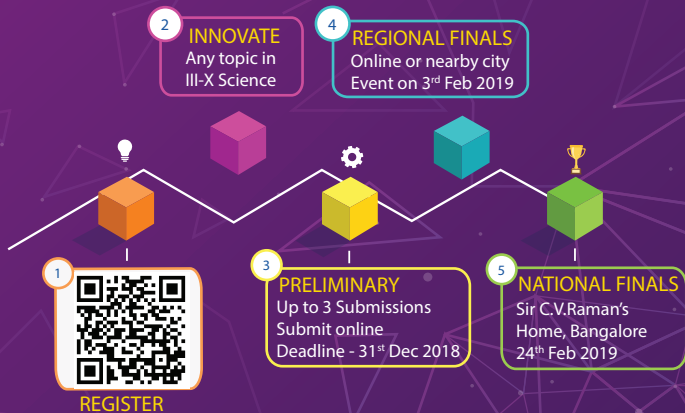 1
REGISTER
2
INNOVATE
Any topic in
III-X Science
3
PRELIMINARY
Up to 3 Submissions
Submit online
Deadline - 31st Dec 2018
4
REGIONAL FINALS
Online or nearby city
Event on 3rd Feb 2019
5
NATIONAL FINALS
Sir C.V.Raman's
Home, Bangalore
24th Feb 2019